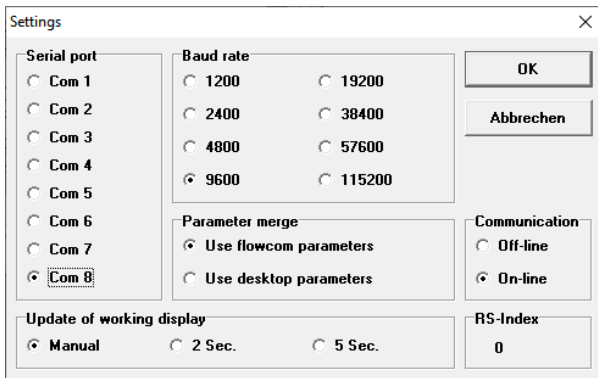 Settings
Serial port
Com 1
Com 2
Com 3
Com 4
Com 5
Com 6
Com 7
Com 8
Baud rate
1200
19200
2400
38400
4800
57600
9600
115200
OK
Abbrechen
Parameter merge
Use flowcom parameters
Use desktop parameters
Communication
Off-line
On-line
Update of working display
Manual 2 Sec. 5 Sec.
RS-Index
0